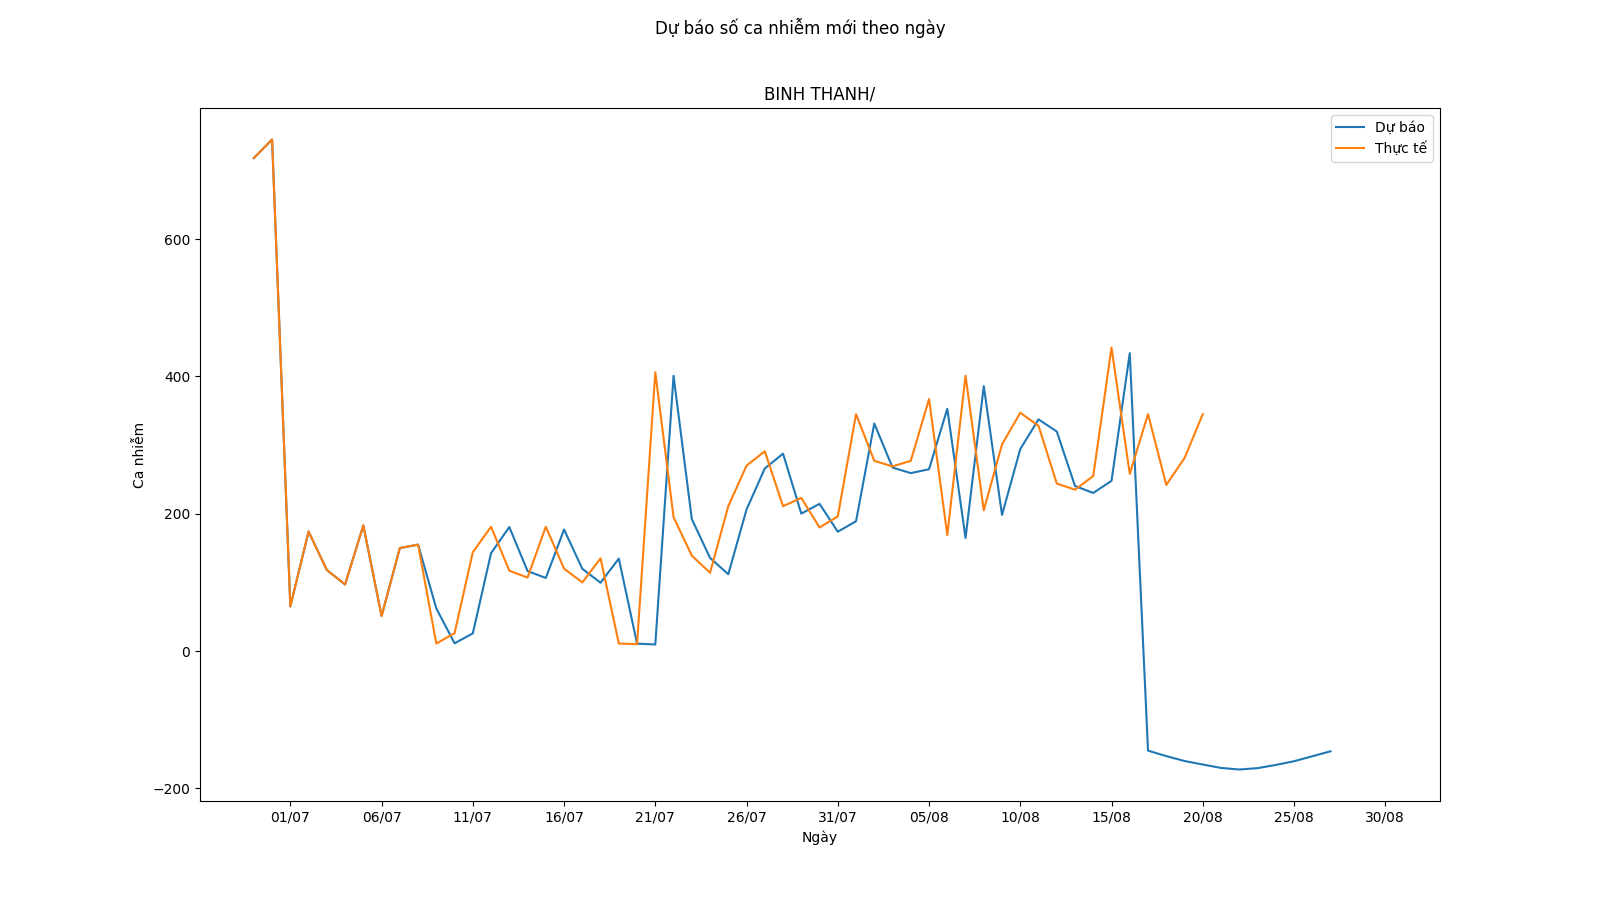 Dự báo số ca nhiễm mới theo ngày
BINH THANH/
Dự báo
Thực tế
Ca nhiễm
600
400
200
0
−200
01/07 06/07 11/07 16/07 21/07 26/07 31/07 05/08 10/08 15/08 20/08 25/08 30/08
Ngày